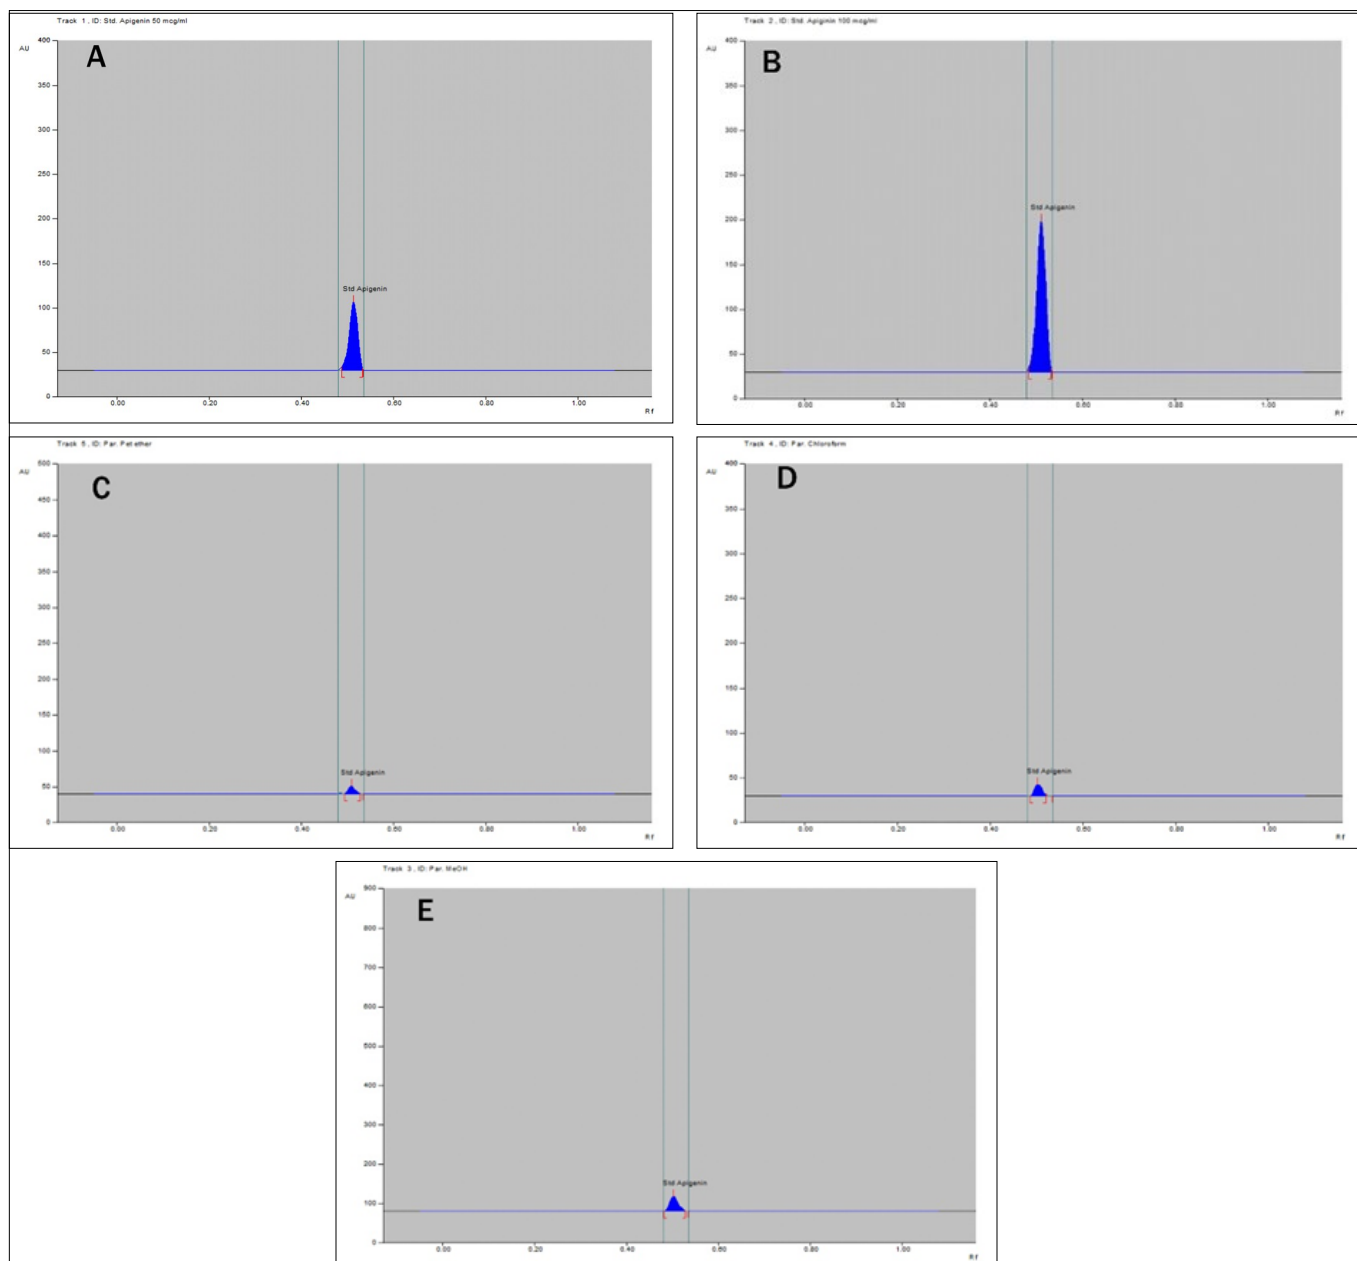 Track 1 , ID: Std. Apigenin 50 mcg/ml
AU
A
400
350
300
250
200
150
100
50
0
Std Apigenin
0.00 0.20 0.40 0.60 0.80 1.00
Rf
Track 2 , ID: Std. Apiginin 100 mcg/ml
AU
B
400
350
300
250
200
150
100
50
0
Std Apigenin
0.00 0.20 0.40 0.60 0.80 1.00
Rf
Track 5 , ID: Par. Pet ether
AU
C
500
450
400
350
300
250
200
150
100
50
0
Std Apigenin
0.00 0.20 0.40 0.60 0.80 1.00
Rf
Track 4 , ID: Par. Chloroform
AU
D
400
350
300
250
200
150
100
50
0
Std Apigenin
0.00 0.20 0.40 0.60 0.80 1.00
Rf
Track 3 , ID: Par. MeOH
AU
E
900
800
700
600
500
400
300
200
100
0
Std Apigenin
0.00 0.20 0.40 0.60 0.80 1.00
Rf